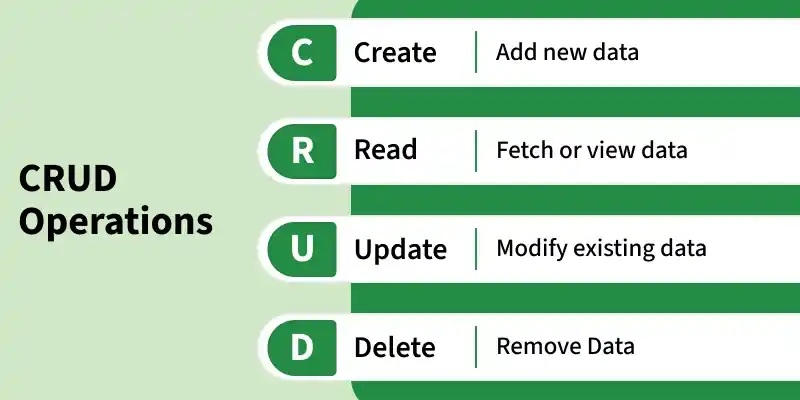 CRUD
Operations
C Create Add new data
R Read Fetch or view data
U Update Modify existing data
D Delete Remove Data